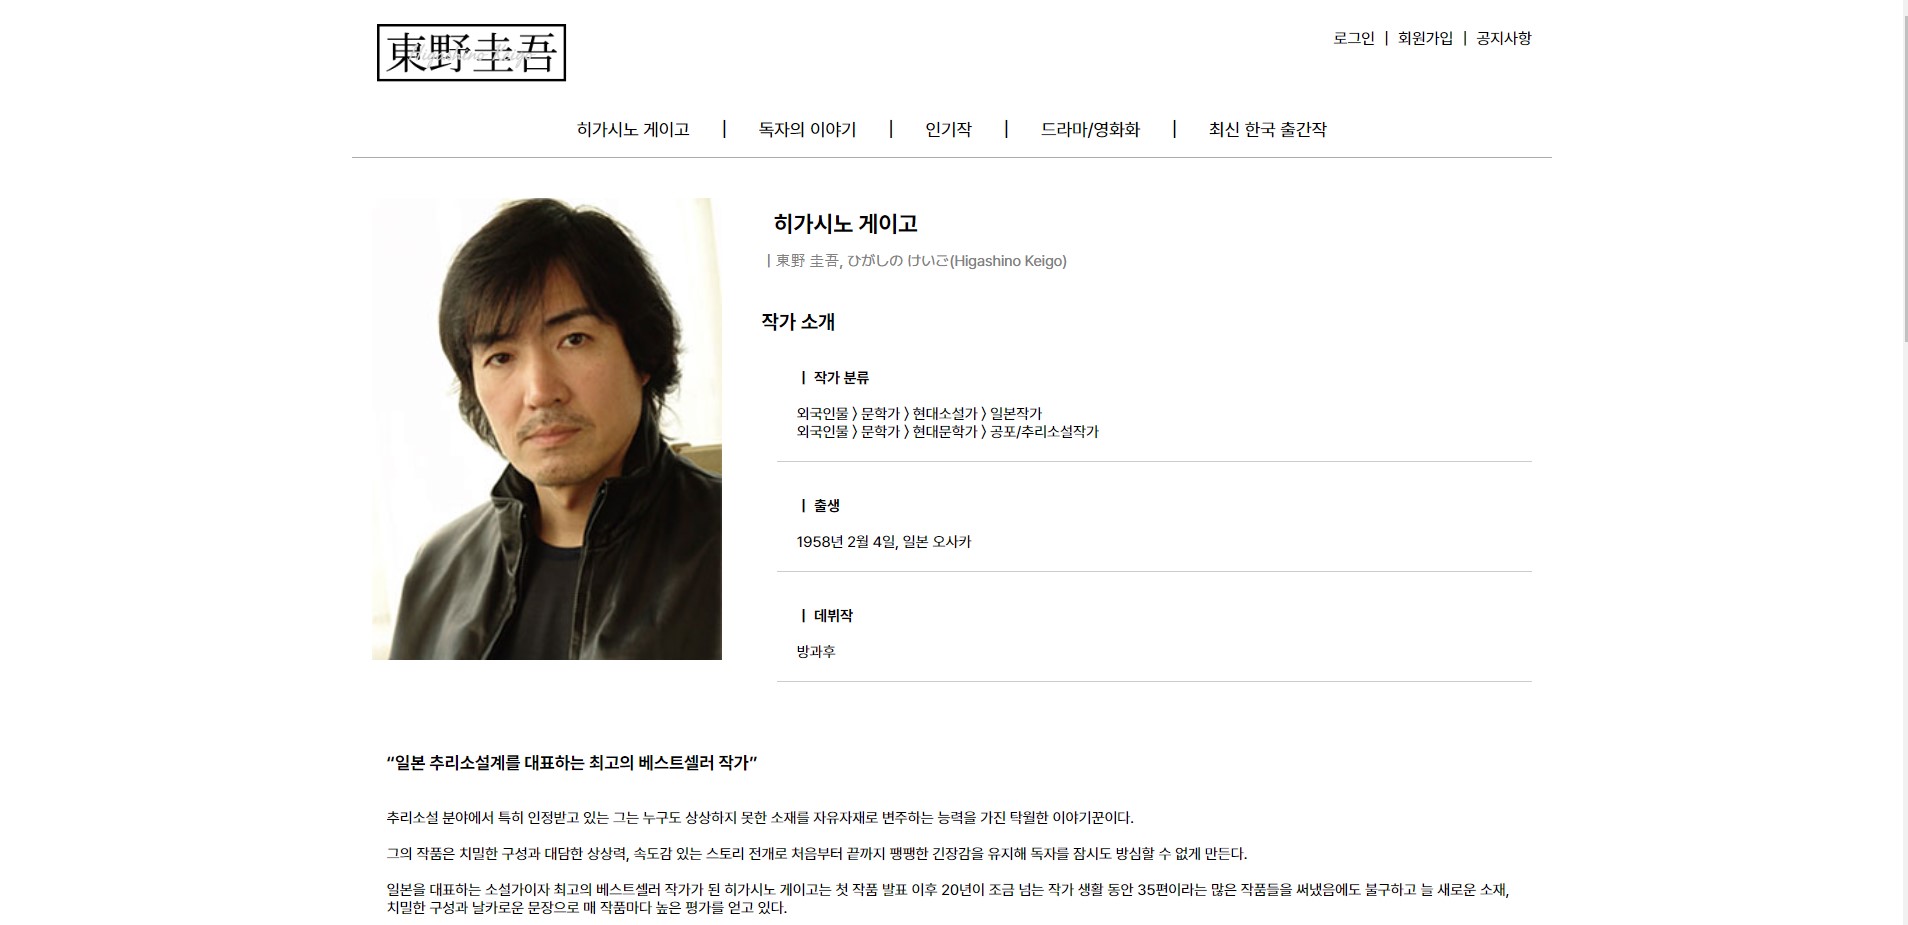 東野圭吾
Higashino Keigo
로그인 | 회원가입 | 공지사항
히가시노 게이고 | 독자의 이야기 | 인기작 | 드라마/영화화 | 최신 한국 출간작
히가시노 게이고
| 東野 圭吾, ひがしの けいご(Higashino Keigo)
작가 소개
| 작가 분류
외국인물 > 문학가 > 현대소설가 > 일본작가
외국인물 > 문학가 > 현대문학가 > 공포/추리소설작가
| 출생
1958년 2월 4일, 일본 오사카
| 데뷔작
방과후
“일본 추리소설계를 대표하는 최고의 베스트셀러 작가”
추리소설 분야에서 특히 인정받고 있는 그는 누구도 상상하지 못한 소재를 자유자재로 변주하는 능력을 가진 탁월한 이야기꾼이다.
그의 작품은 치밀한 구성과 대담한 상상력, 속도감 있는 스토리 전개로 처음부터 끝까지 팽팽한 긴장감을 유지해 독자를 잠시도 방심할 수 없게 만든다.
일본을 대표하는 소설가이자 최고의 베스트셀러 작가가 된 히가시노 게이고는 첫 작품 발표 이후 20년이 조금 넘는 작가 생활 동안 35편이라는 많은 작품들을 써냈음에도 불구하고 늘 새로운 소재,
치밀한 구성과 날카로운 문장으로 매 작품마다 높은 평가를 얻고 있다.